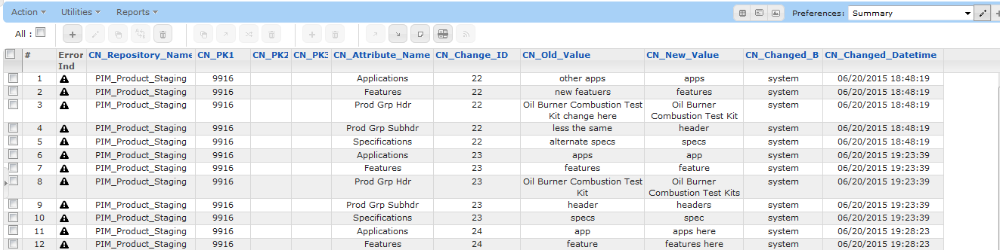 Action Utilities Reports Preferences: Summary
All :
# Error CN_Repository_Name CN_PK1 CN_PK2 CN_PK3 CN_Attribute_Name CN_Change_ID CN_Old_Value CN_New_Value CN_Changed_B CN_Changed_Datetime
Ind
1 PIM_Product_Staging 9916 Applications 22 other apps apps system 06/20/2015 18:48:19
2 PIM_Product_Staging 9916 Features 22 new featuers features system 06/20/2015 18:48:19
3 PIM_Product_Staging 9916 Prod Grp Hdr 22 Oil Burner Combustion Test Oil Burner system 06/20/2015 18:48:19
Kit change here Combustion Test Kit
4 PIM_Product_Staging 9916 Prod Grp Subhdr 22 less the same header system 06/20/2015 18:48:19
5 PIM_Product_Staging 9916 Specifications 22 alternate specs specs system 06/20/2015 18:48:19
6 PIM_Product_Staging 9916 Applications 23 apps app system 06/20/2015 19:23:39
7 PIM_Product_Staging 9916 Features 23 features feature system 06/20/2015 19:23:39
8 PIM_Product_Staging 9916 Prod Grp Hdr 23 Oil Burner Combustion Test Oil Burner system 06/20/2015 19:23:39
Kit Combustion Test Kits
9 PIM_Product_Staging 9916 Prod Grp Subhdr 23 header headers system 06/20/2015 19:23:39
10 PIM_Product_Staging 9916 Specifications 23 specs spec system 06/20/2015 19:23:39
11 PIM_Product_Staging 9916 Applications 24 app apps here system 06/20/2015 19:28:23
12 PIM_Product_Staging 9916 Features 24 feature features here system 06/20/2015 19:28:23